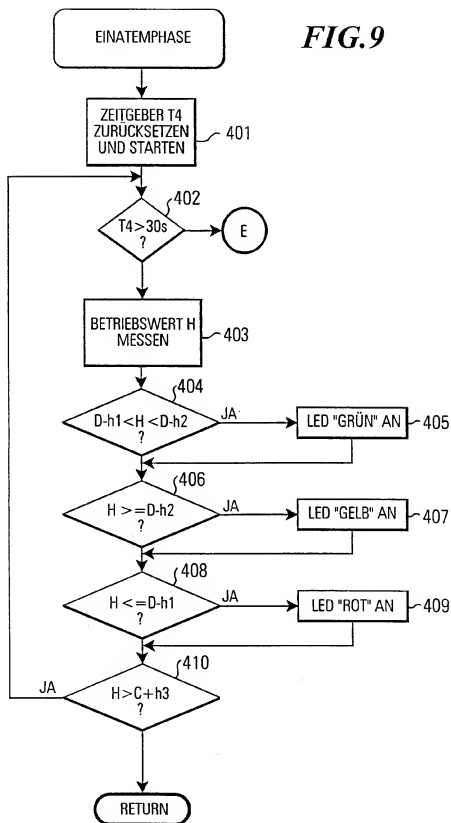 FIG.9
EINATEMPHASE
ZEITGEBER T4
ZURÜCKSETZEN
UND STARTEN
401
402
T4>30s
?
E
BETRIEBSWERT H
MESSEN
403
404
D-h1<H<D-h2
?
JA
LED "GRÜN" AN
405
406
H >=D-h2
?
JA
LED "GELB" AN
407
408
H <=D-h1
?
JA
LED "ROT" AN
409
410
JA
H>C+h3
?
RETURN